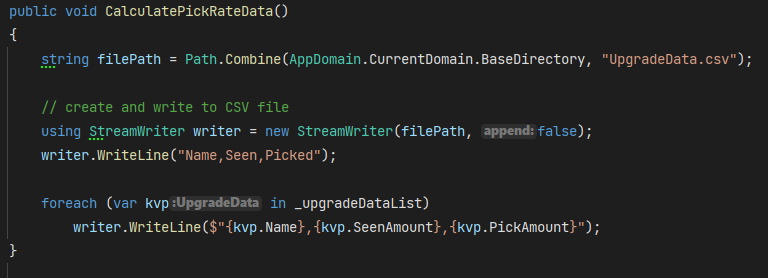 public void CalculatePickRateData()
{
string filePath = Path.Combine(AppDomain.CurrentDomain.BaseDirectory, "UpgradeData.csv");
// create and write to CSV file
using StreamWriter writer = new StreamWriter(filePath, append:false);
writer.WriteLine("Name,Seen,Picked");
foreach (var kvp:UpgradeData in _upgradeDataList)
writer.WriteLine($"{kvp.Name},{kvp.SeenAmount},{kvp.PickAmount}");
}